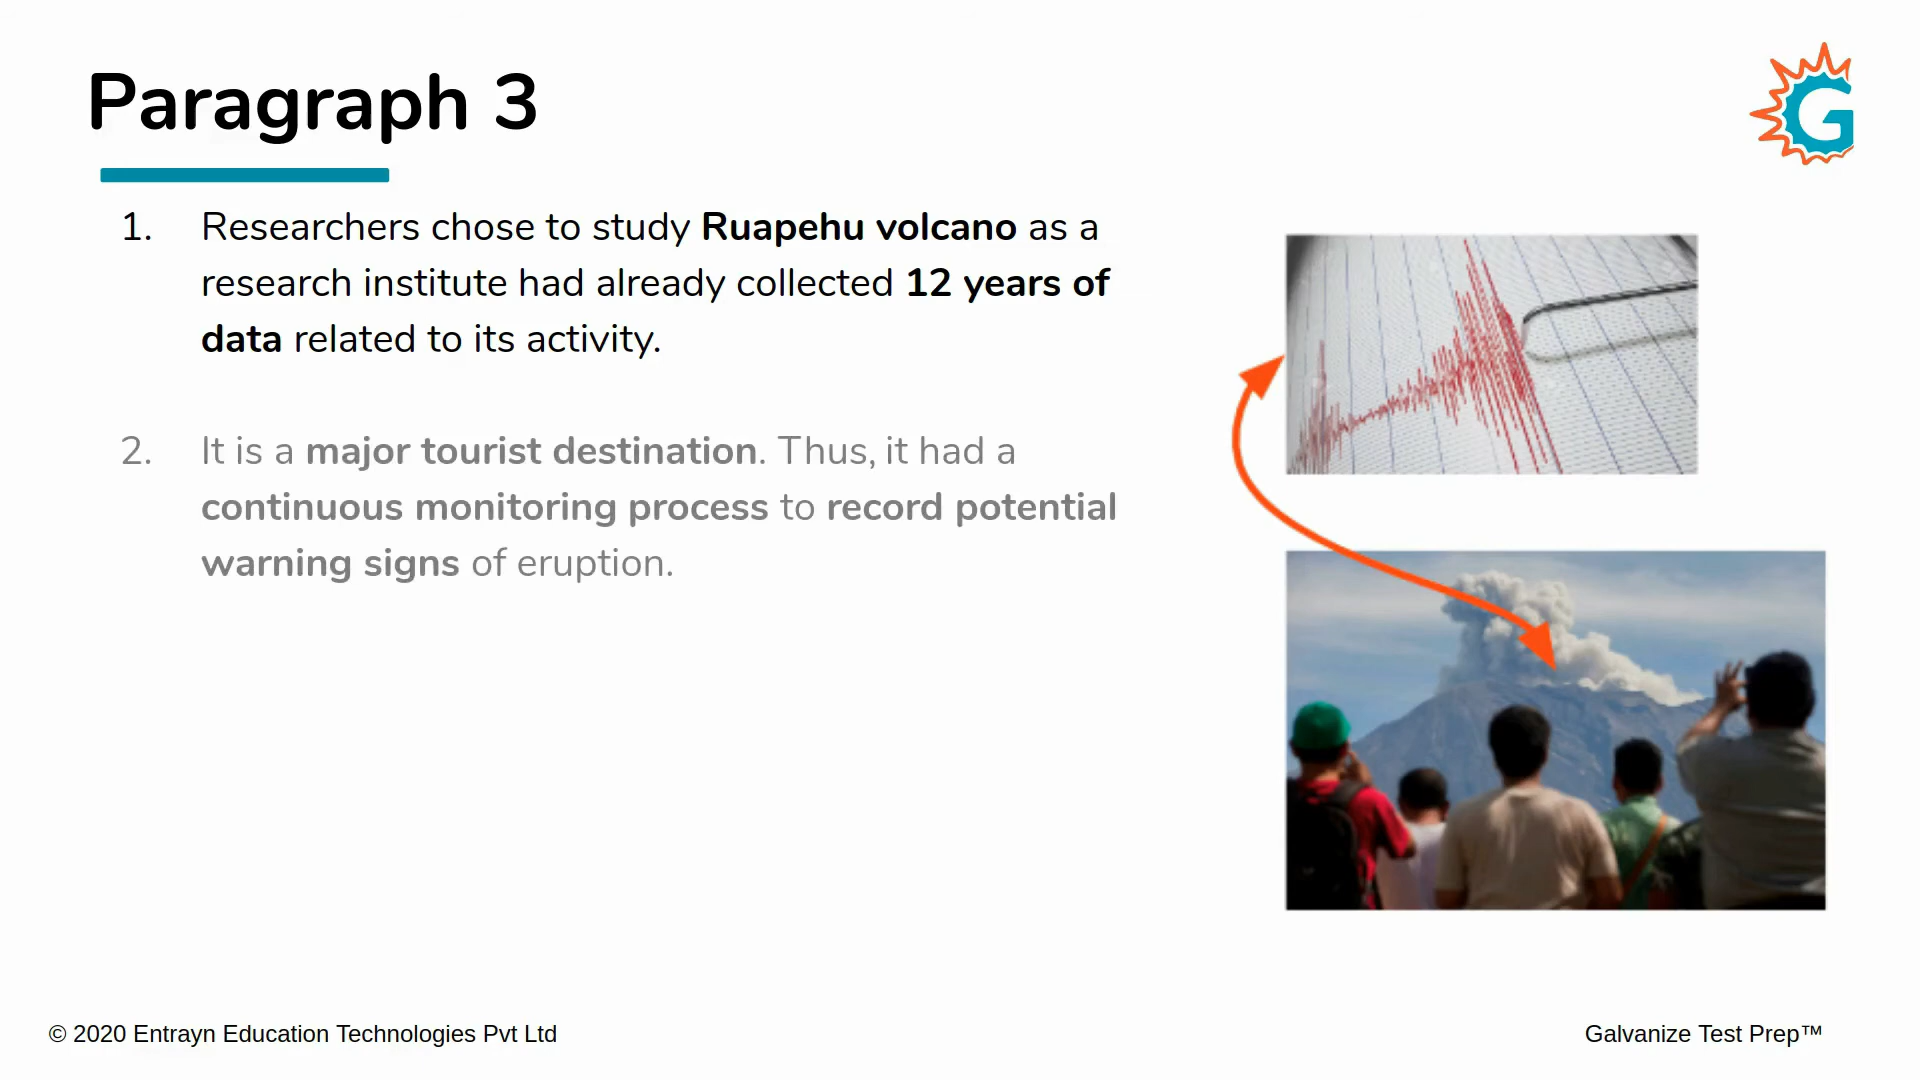 Paragraph 3
1. Researchers chose to study Ruapehu volcano as a
research institute had already collected 12 years of
data related to its activity.
2. It is a major tourist destination. Thus, it had a
continuous monitoring process to record potential
warning signs of eruption.
G
© 2020 Entrayn Education Technologies Pvt Ltd
Galvanize Test Prep™